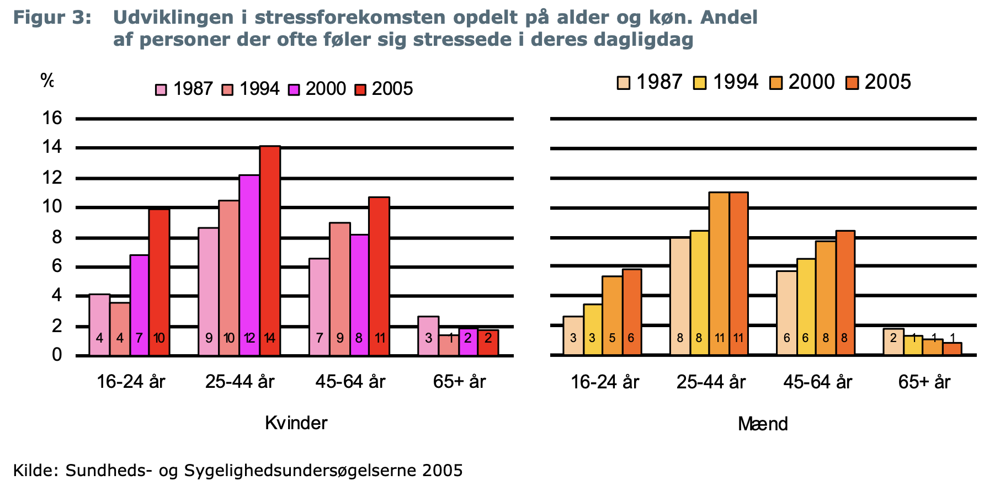 Figur 3: Udviklingen i stressforekomsten opdelt på alder og køn. Andel
af personer der ofte føler sig stressede i deres dagligdag
%
1987 1994 2000 2005
1987 1994 2000 2005
16
14
12
10
8
6
4
2
0
4 4 7 10 9 10 12 14 7 9 8 11 3 1 2 2
3 3 5 6 8 8 11 11 6 6 8 8 2 1 1 1
16-24 år 25-44 år 45-64 år 65+ år
16-24 år 25-44 år 45-64 år 65+ år
Kvinder
Mænd
Kilde: Sundheds- og Sygelighedsundersøgelserne 2005